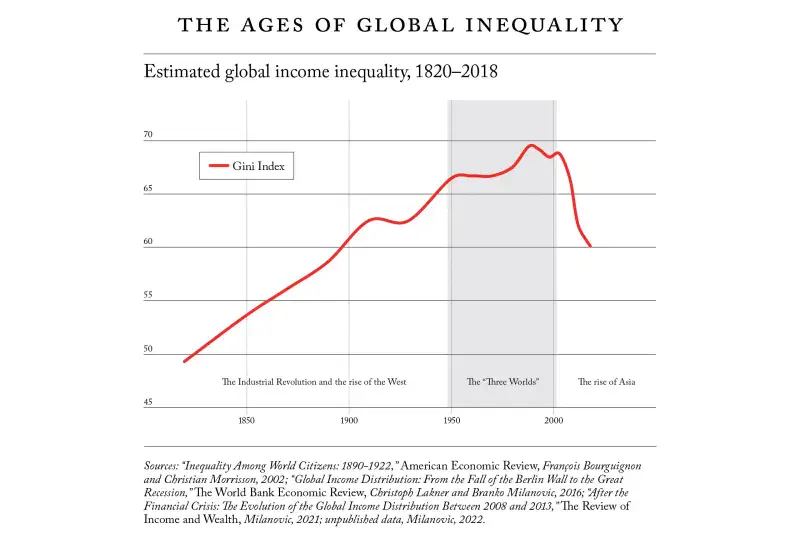 THE AGES OF GLOBAL INEQUALITY
Estimated global income inequality, 1820–2018
70
Gini Index
65
60
55
50
The Industrial Revolution and the rise of the West
The “Three Worlds”
The rise of Asia
45
1850
1900
1950
2000
Sources: “Inequality Among World Citizens: 1890-1922,” American Economic Review, François Bourguignon
and Christian Morrisson, 2002; “Global Income Distribution: From the Fall of the Berlin Wall to the Great
Recession,” The World Bank Economic Review, Christoph Lakner and Branko Milanovic, 2016; “After the
Financial Crisis: The Evolution of the Global Income Distribution Between 2008 and 2013,” The Review of
Income and Wealth, Milanovic, 2021; unpublished data, Milanovic, 2022.